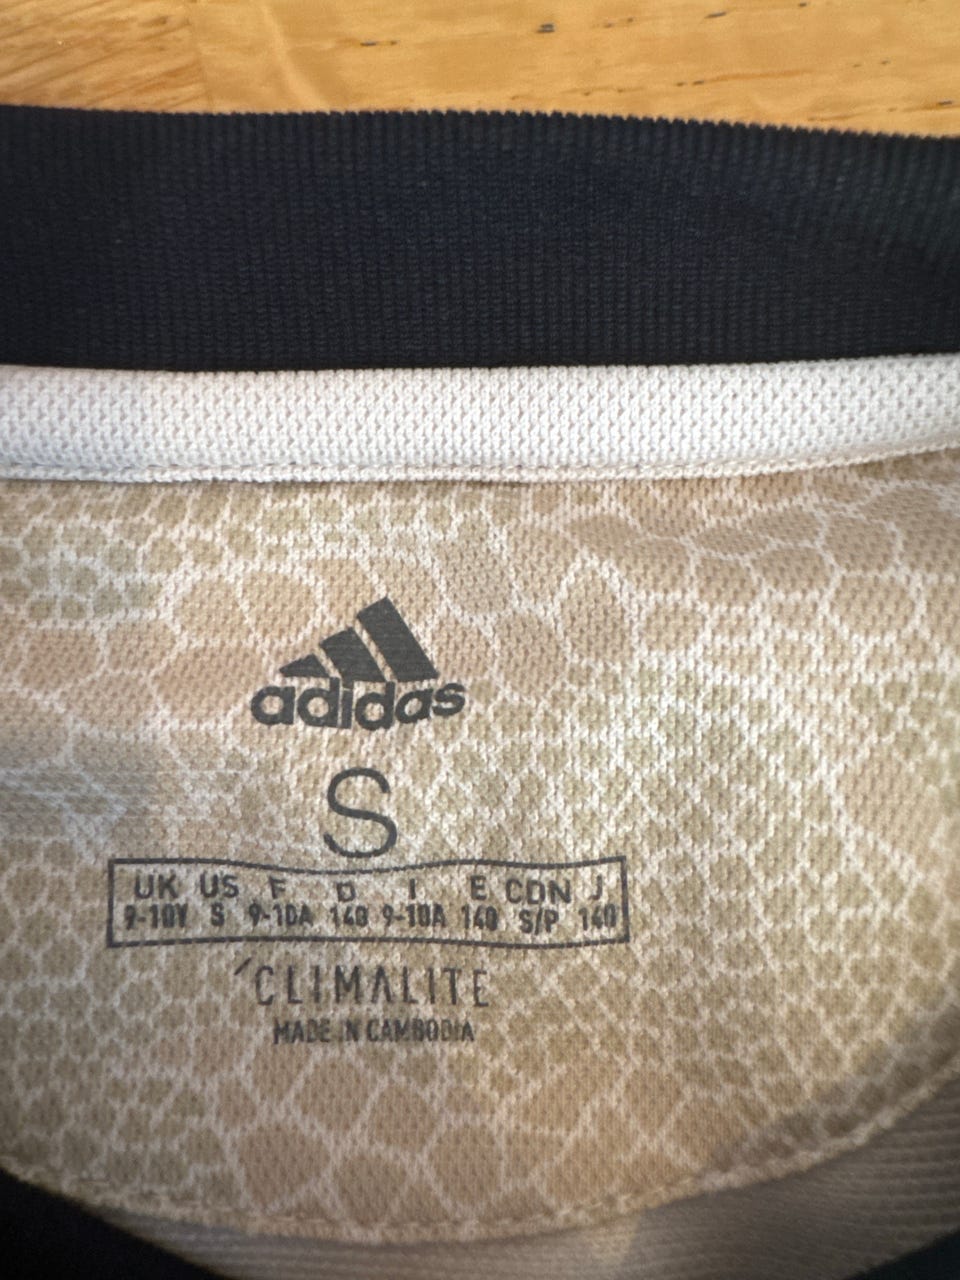 adidas
S
UK US F D I E CDN J
9-10Y S 9-10A 140 9-10A 140 S/P 140
CLIMALITE
MADE IN CAMBODIA